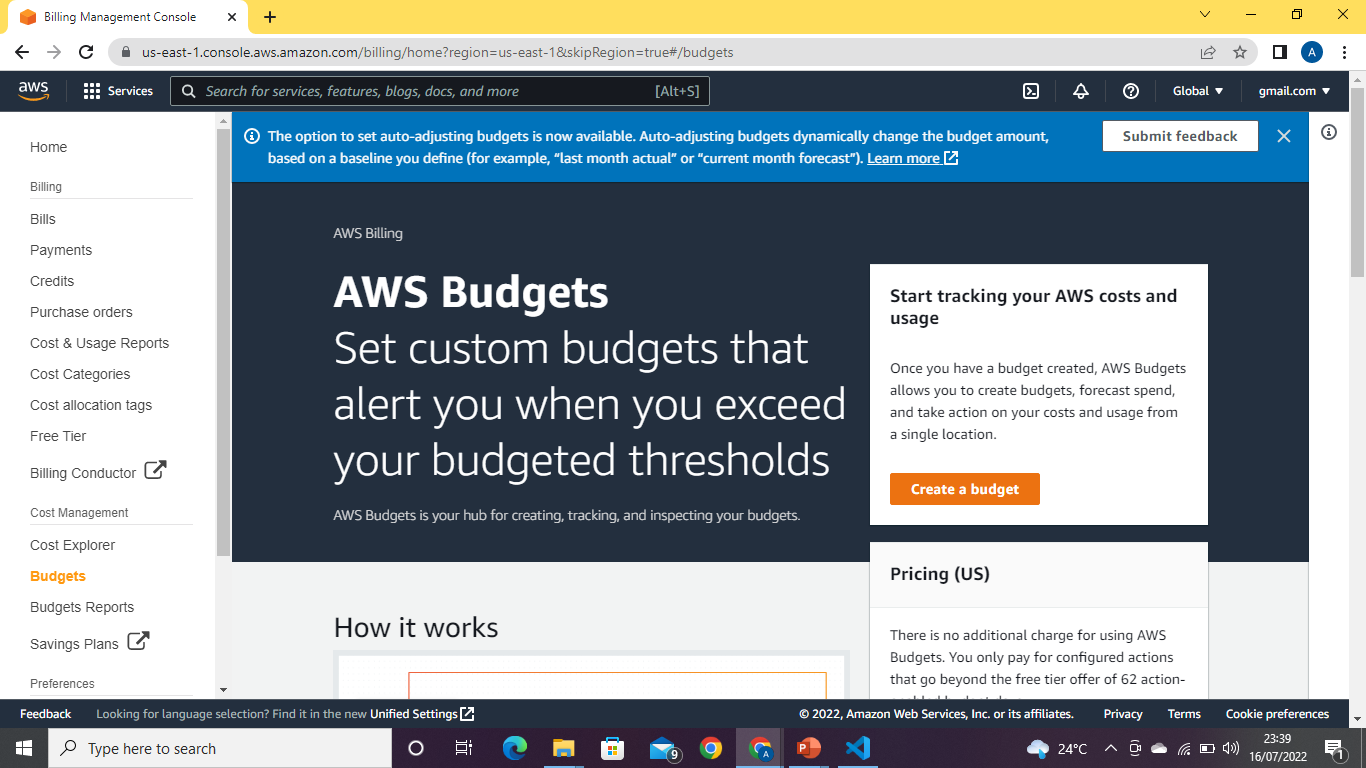 Billing Management Console
us-east-1.console.aws.amazon.com/billing/home?region=us-east-1&skipRegion=true#/budgets
A
aws
Services
Search for services, features, blogs, docs, and more
[Alt+S]
Global
gmail.com
Home
Billing
Bills
Payments
Credits
Purchase orders
Cost & Usage Reports
Cost Categories
Cost allocation tags
Free Tier
Billing Conductor
Cost Management
Cost Explorer
Budgets
Budgets Reports
Savings Plans
Preferences
The option to set auto-adjusting budgets is now available. Auto-adjusting budgets dynamically change the budget amount,
based on a baseline you define (for example, “last month actual” or “current month forecast”). Learn more
Submit feedback
AWS Billing
AWS Budgets
Set custom budgets that
alert you when you exceed
your budgeted thresholds
AWS Budgets is your hub for creating, tracking, and inspecting your budgets.
Start tracking your AWS costs and
usage
Once you have a budget created, AWS Budgets
allows you to create budgets, forecast spend,
and take action on your costs and usage from
a single location.
Create a budget
Pricing (US)
There is no additional charge for using AWS
Budgets. You only pay for configured actions
that go beyond the free tier offer of 62 action-
How it works
Feedback
Looking for language selection? Find it in the new Unified Settings
© 2022, Amazon Web Services, Inc. or its affiliates.
Privacy
Terms
Cookie preferences
Type here to search
9
A
24°C
23:39
16/07/2022
1